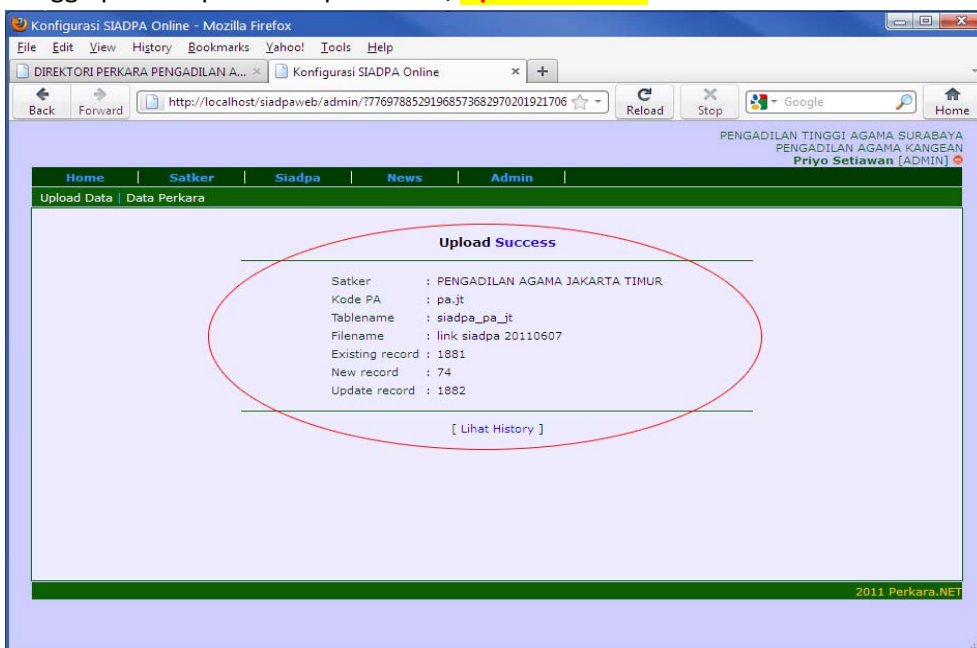 Konfigurasi SIADPA Online - Mozilla Firefox
File Edit View History Bookmarks Yahoo! Tools Help
DIREKTORI PERKARA PENGADILAN A... Konfigurasi SIADPA Online
Back Forward http://localhost/siadpaweb/admin/?77697885291968573682970201921706 Reload Stop Google Home
PENGADILAN TINGGI AGAMA SURABAYA
PENGADILAN AGAMA KANGEAN
Priyo Setiawan [ADMIN]
Home | Satker | Siadpa | News | Admin |
Upload Data | Data Perkara
Upload Success
Satker : PENGADILAN AGAMA JAKARTA TIMUR
Kode PA : pa.jt
Tablename : siadpa_pa_jt
Filename : link siadpa 20110607
Existing record : 1881
New record : 74
Update record : 1882
[ Lihat History ]
2011 Perkara.NET